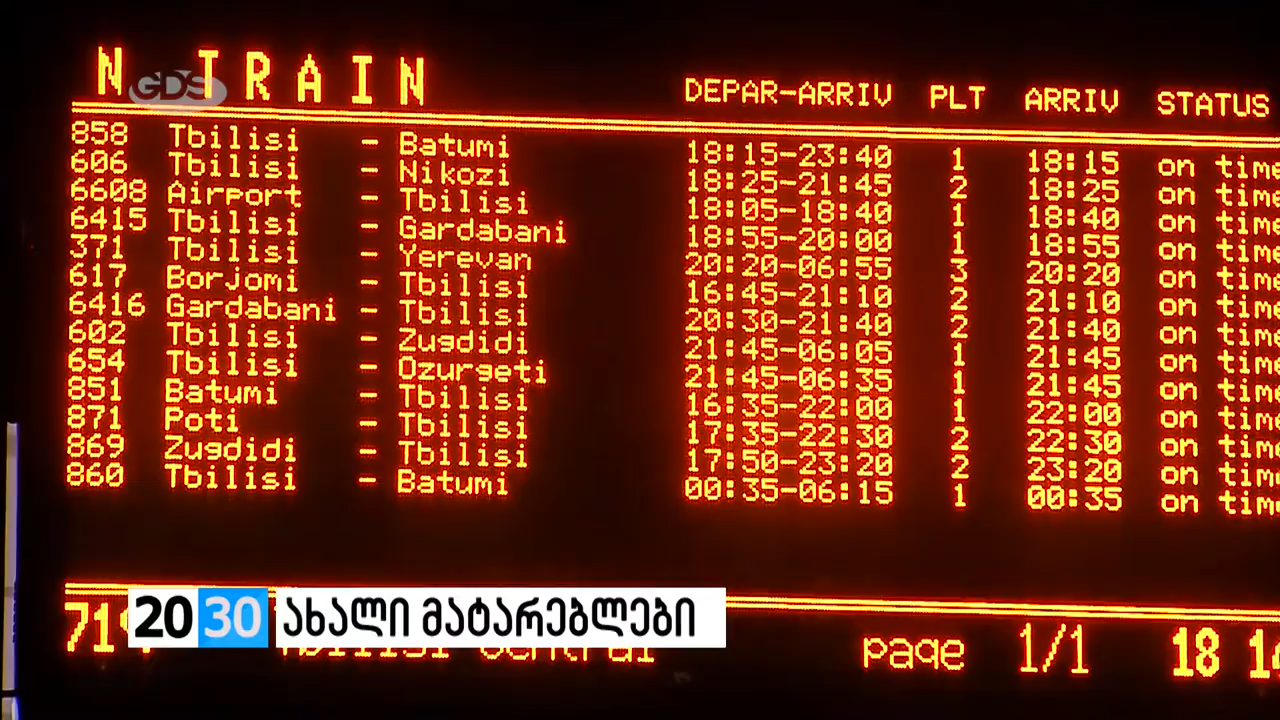 GDS
N TRAIN DEPAR-ARRIV PLT ARRIV STATUS
858 Tbilisi - Batumi 18:15-23:40 1 18:15 on time
606 Tbilisi - Nikozi 18:25-21:45 2 18:25 on time
6608 Airport - Tbilisi 18:05-18:40 1 18:40 on time
6415 Tbilisi - Gardabani 18:55-20:00 1 18:55 on time
371 Tbilisi - Yerevan 20:20-06:55 3 20:20 on time
617 Borjomi - Tbilisi 16:45-21:10 2 21:10 on time
6416 Gardabani - Tbilisi 20:30-21:40 2 21:40 on time
602 Tbilisi - Zugdidi 21:45-06:05 1 21:45 on time
654 Tbilisi - Ozurgeti 21:45-06:35 1 21:45 on time
851 Batumi - Tbilisi 16:35-22:00 1 22:00 on time
871 Poti - Tbilisi 17:35-22:30 2 22:30 on time
869 Zugdidi - Tbilisi 17:50-23:20 2 23:20 on time
860 Tbilisi - Batumi 00:35-06:15 1 00:35 on time
20 30 ახალი მატარებლები
Tbilisi Central page 1/1 18